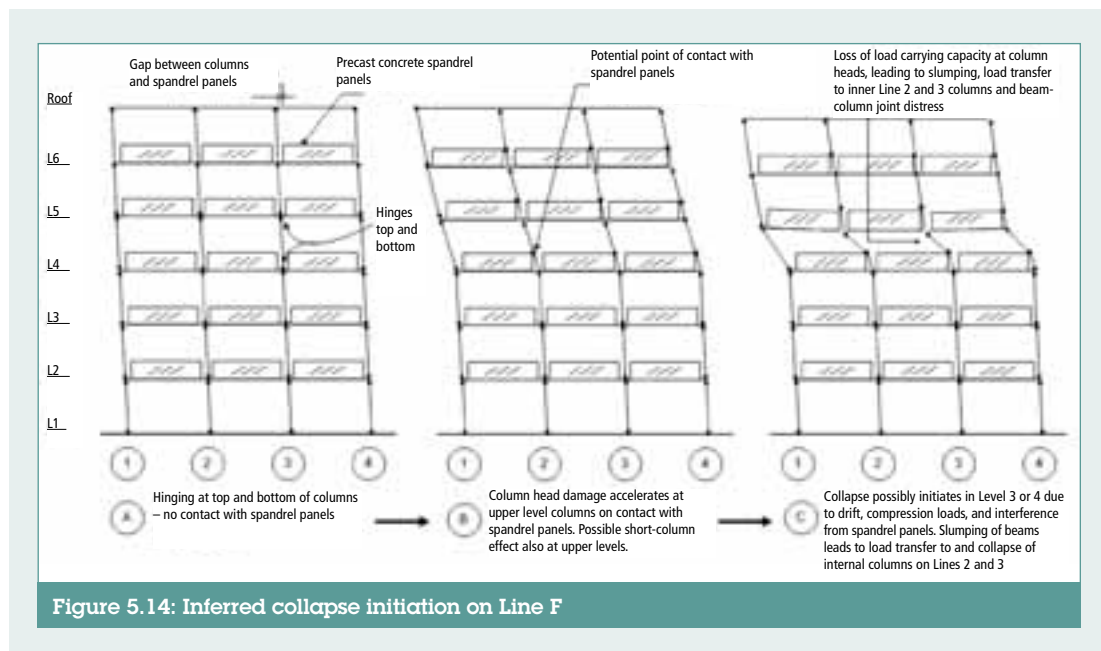 Gap between columns
and spandrel panels
Precast concrete spandrel
panels
Potential point of contact with
spandrel panels
Loss of load carrying capacity at column
heads, leading to slumping, load transfer
to inner Line 2 and 3 columns and beam-
column joint distress
Roof
L6
L5
L4
L3
L2
L1
Hinges
top and
bottom
1 2 3 4
1 2 3 4
1 2 3 4
A
Hinging at top and bottom of columns
– no contact with spandrel panels
B
Column head damage accelerates at
upper level columns on contact with
spandrel panels. Possible short-column
effect also at upper levels.
C
Collapse possibly initiates in Level 3 or 4 due
to drift, compression loads, and interference
from spandrel panels. Slumping of beams
leads to load transfer to and collapse of
internal columns on Lines 2 and 3
Figure 5.14: Inferred collapse initiation on Line F